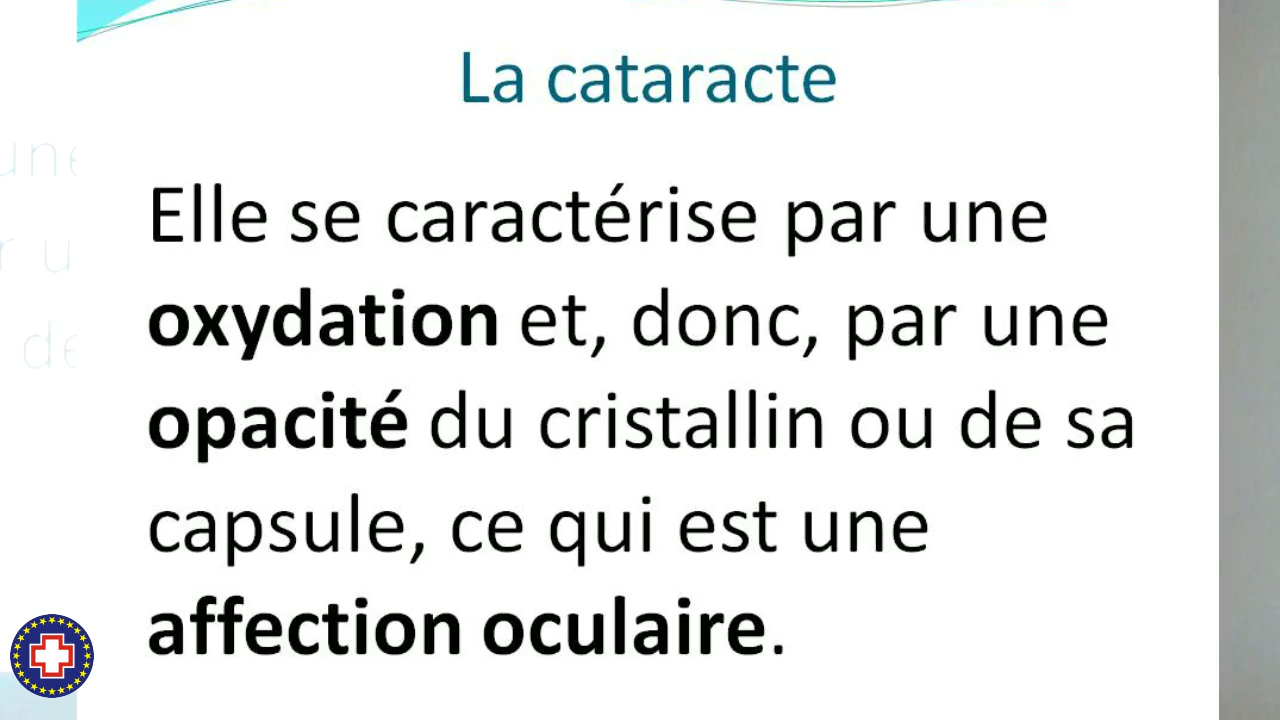 La cataracte
Elle se caractérise par une
oxydation et, donc, par une
opacité du cristallin ou de sa
capsule, ce qui est une
affection oculaire.